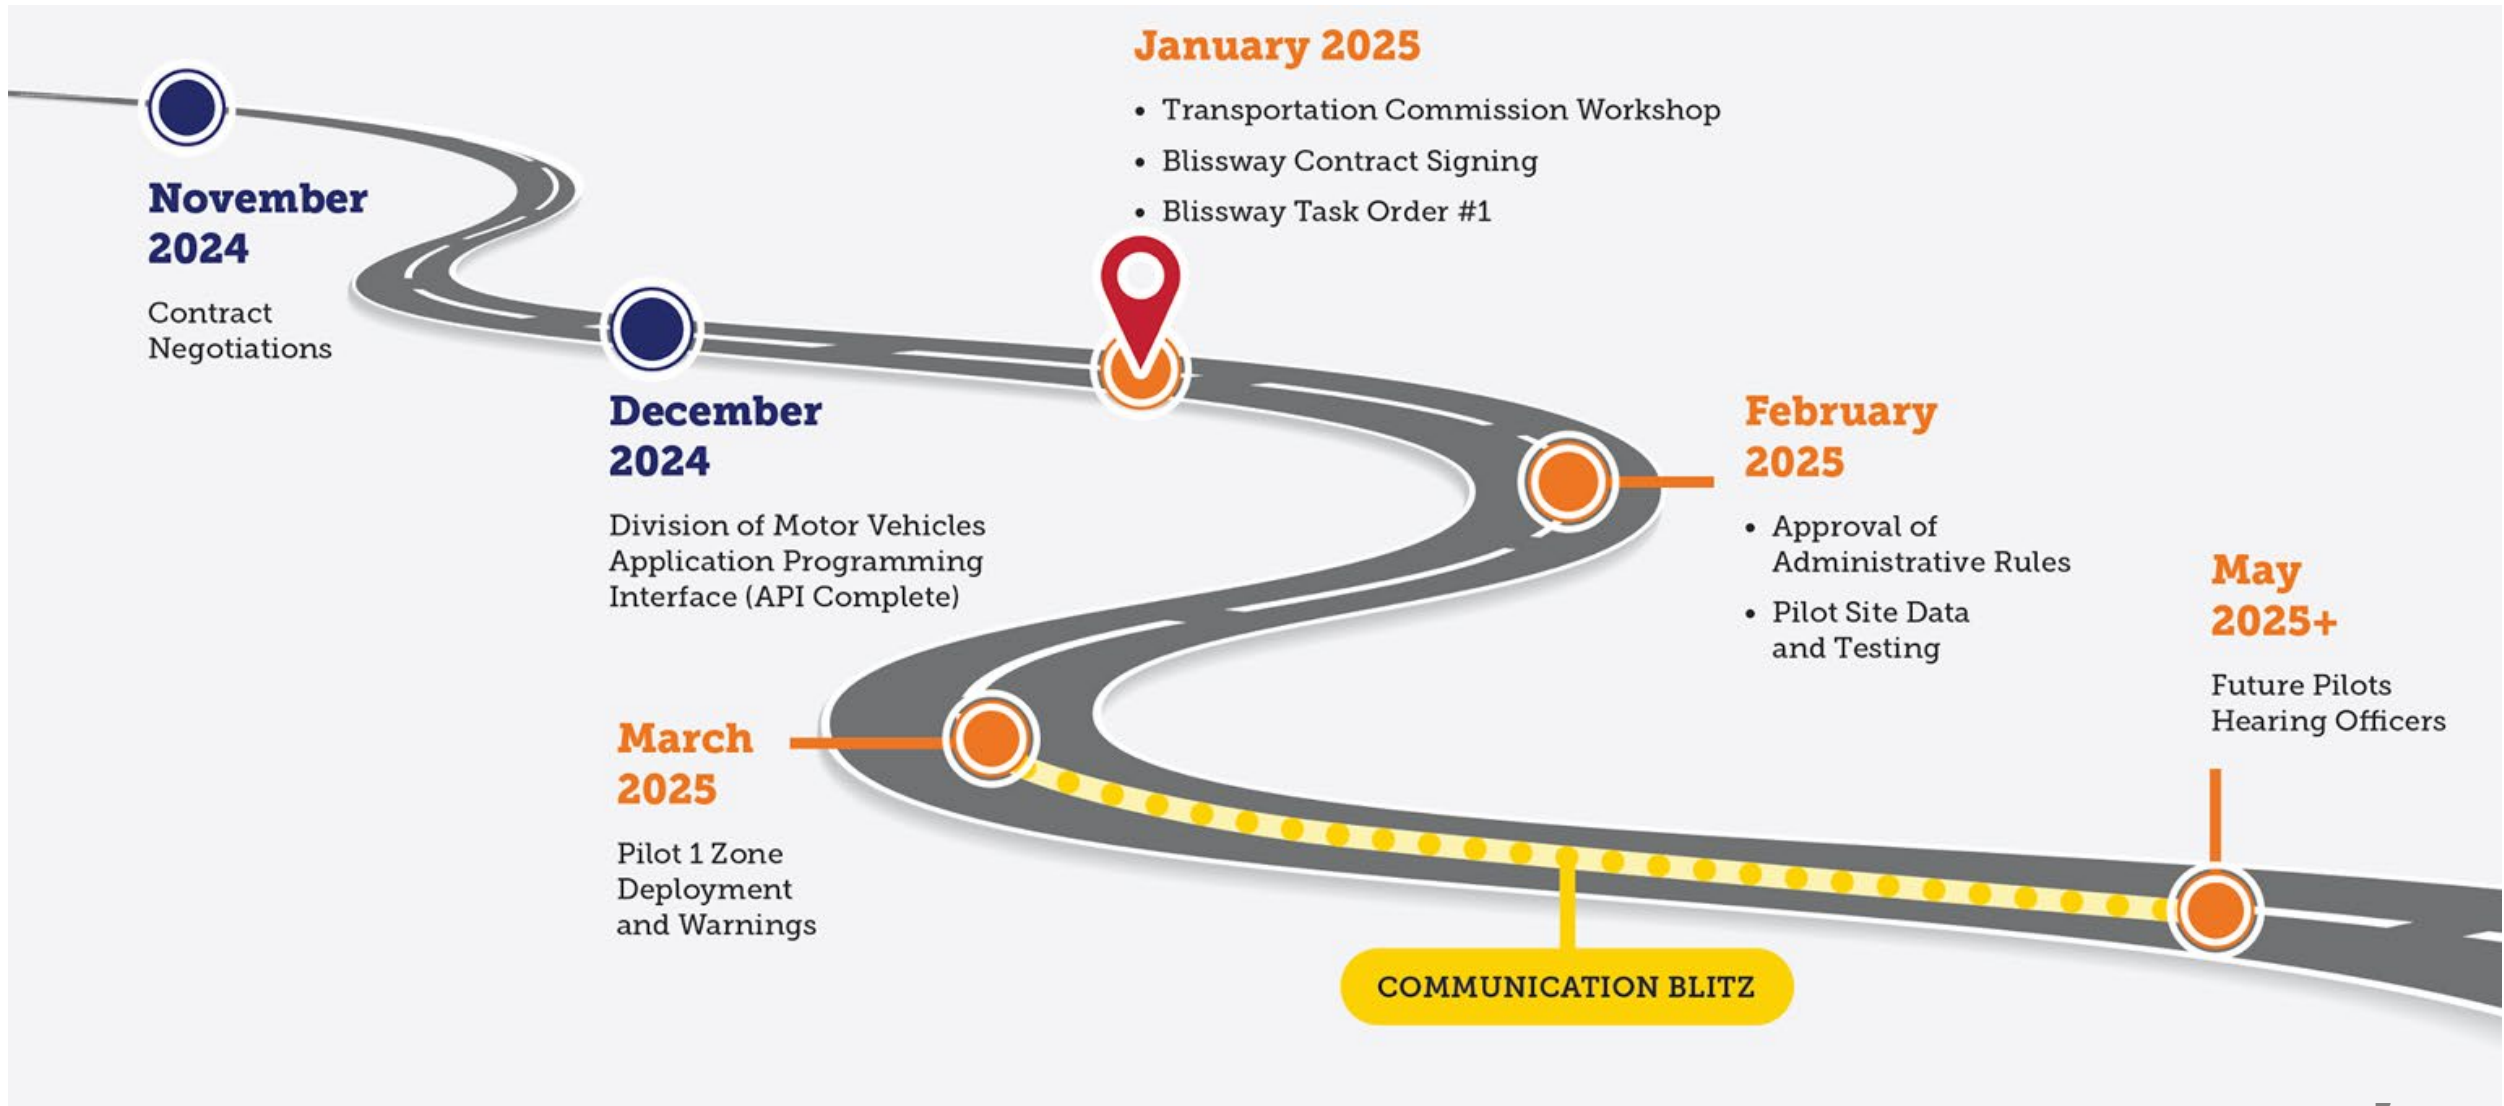 November
2024
Contract
Negotiations
December
2024
Division of Motor Vehicles
Application Programming
Interface (API Complete)
January 2025
• Transportation Commission Workshop
• Blissway Contract Signing
• Blissway Task Order #1
February
2025
• Approval of
Administrative Rules
• Pilot Site Data
and Testing
March
2025
Pilot 1 Zone
Deployment
and Warnings
COMMUNICATION BLITZ
May
2025+
Future Pilots
Hearing Officers